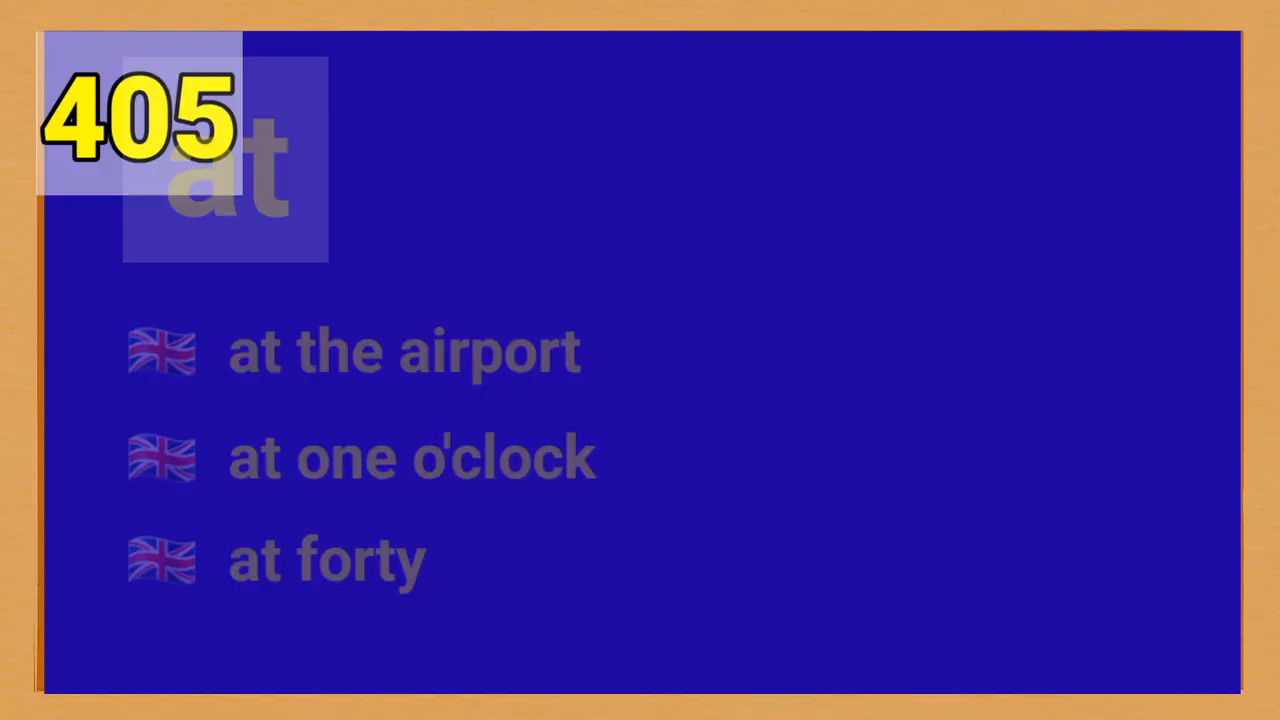 405
at
at the airport
at one o'clock
at forty